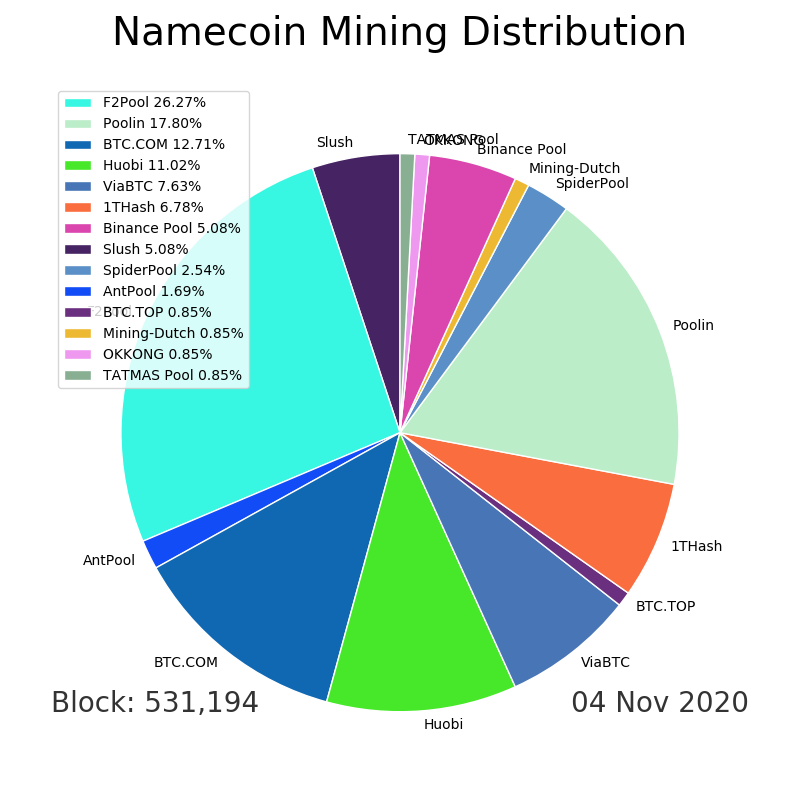 Namecoin Mining Distribution
F2Pool 26.27%
Poolin 17.80%
BTC.COM 12.71%
Huobi 11.02%
ViaBTC 7.63%
1THash 6.78%
Binance Pool 5.08%
Slush 5.08%
SpiderPool 2.54%
AntPool 1.69%
BTC.TOP 0.85%
Mining-Dutch 0.85%
OKKONG 0.85%
TATMAS Pool 0.85%
Slush
TATMAS Pool
OKKONG
Binance Pool
Mining-Dutch
SpiderPool
F2Pool
Poolin
1THash
AntPool
BTC.TOP
BTC.COM
ViaBTC
Huobi
Block: 531,194
04 Nov 2020